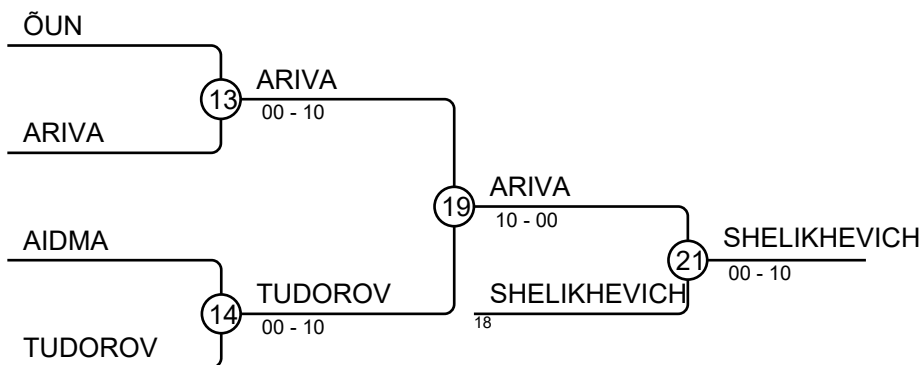 ÕUN
ARIVA
13
00 - 10
ARIVA
ARIVA
19
10 - 00
AIDMA
SHELIKHEVICH
21
00 - 10
TUDOROV
SHELIKHEVICH
14
00 - 10
18
TUDOROV